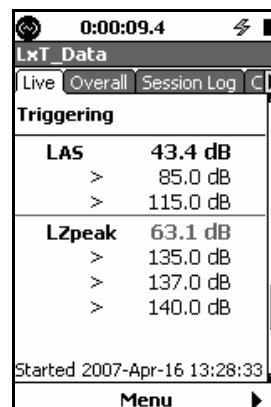 0:00:09.4
LxT_Data
Live Overall Session Log C
Triggering
LAS 43.4 dB
> 85.0 dB
> 115.0 dB
LZpeak 63.1 dB
> 135.0 dB
> 137.0 dB
> 140.0 dB
Started 2007-Apr-16 13:28:33
Menu